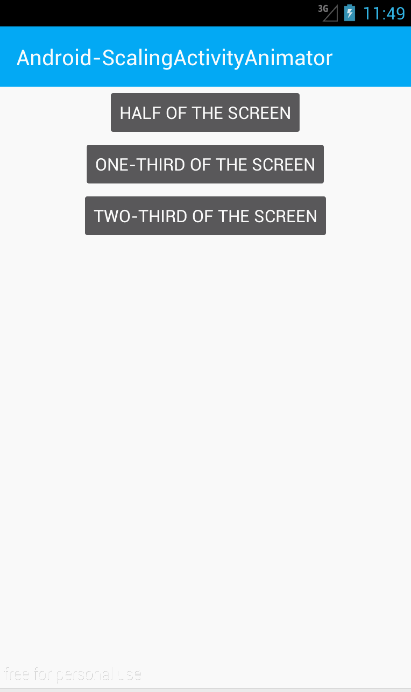 3G 11:49
Android-ScalingActivityAnimator
HALF OF THE SCREEN
ONE-THIRD OF THE SCREEN
TWO-THIRD OF THE SCREEN
free for personal use